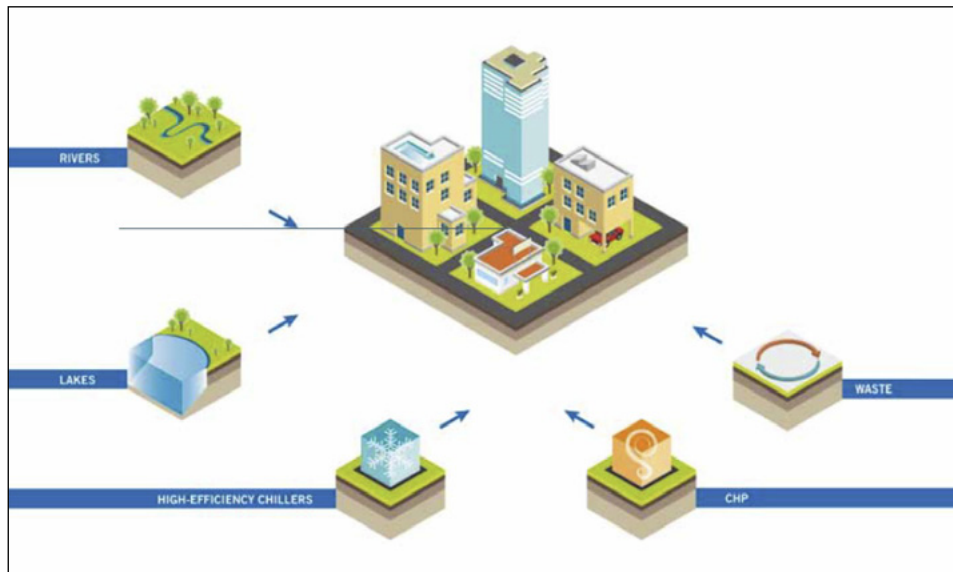 RIVERS
LAKES
WASTE
HIGH-EFFICIENCY CHILLERS
CHP